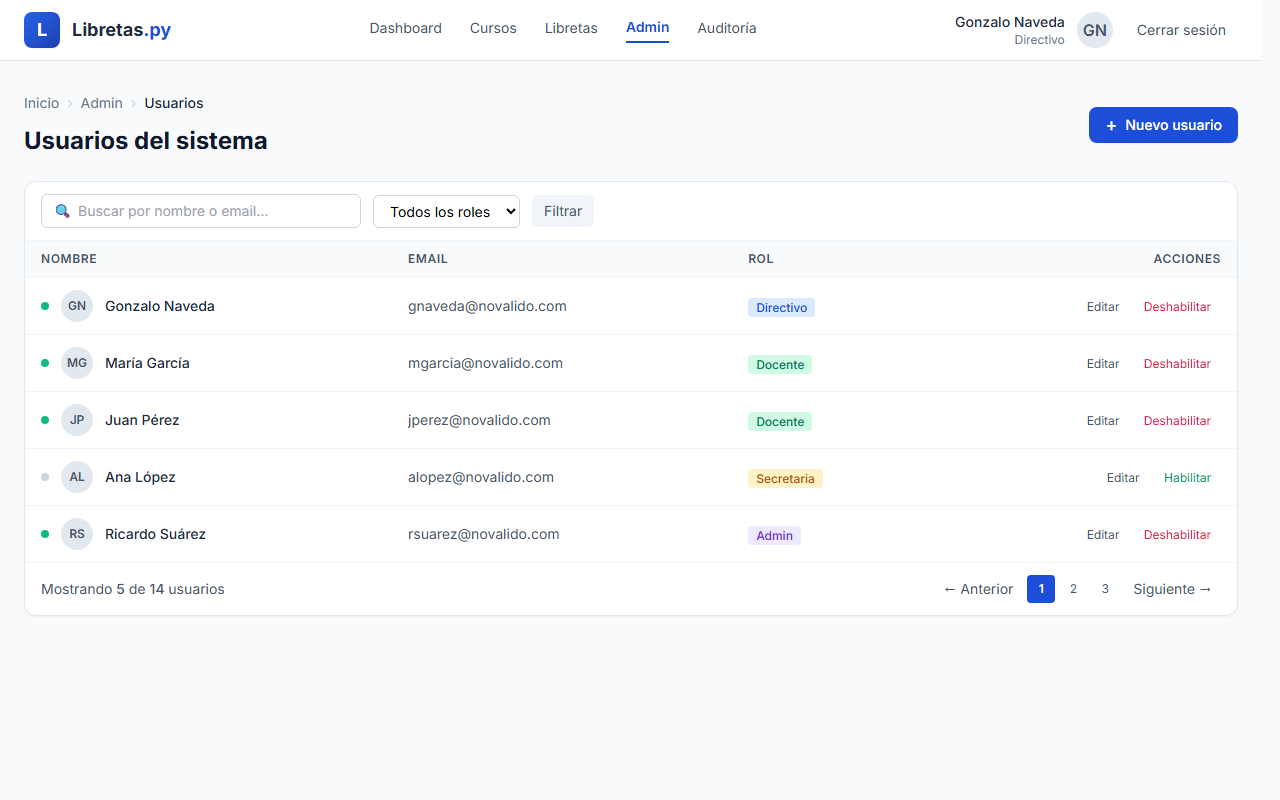 L Libretas.py Dashboard Cursos Libretas Admin Auditoría Gonzalo Naveda GN Cerrar sesión
Directivo
Inicio › Admin › Usuarios
Usuarios del sistema
+ Nuevo usuario
Buscar por nombre o email... Todos los roles Filtrar
NOMBRE EMAIL ROL ACCIONES
GN Gonzalo Naveda gnaveda@novalido.com Directivo Editar Deshabilitar
MG María García mgarcia@novalido.com Docente Editar Deshabilitar
JP Juan Pérez jperez@novalido.com Docente Editar Deshabilitar
AL Ana López alopez@novalido.com Secretaria Editar Habilitar
RS Ricardo Suárez rsuarez@novalido.com Admin Editar Deshabilitar
Mostrando 5 de 14 usuarios ← Anterior 1 2 3 Siguiente →